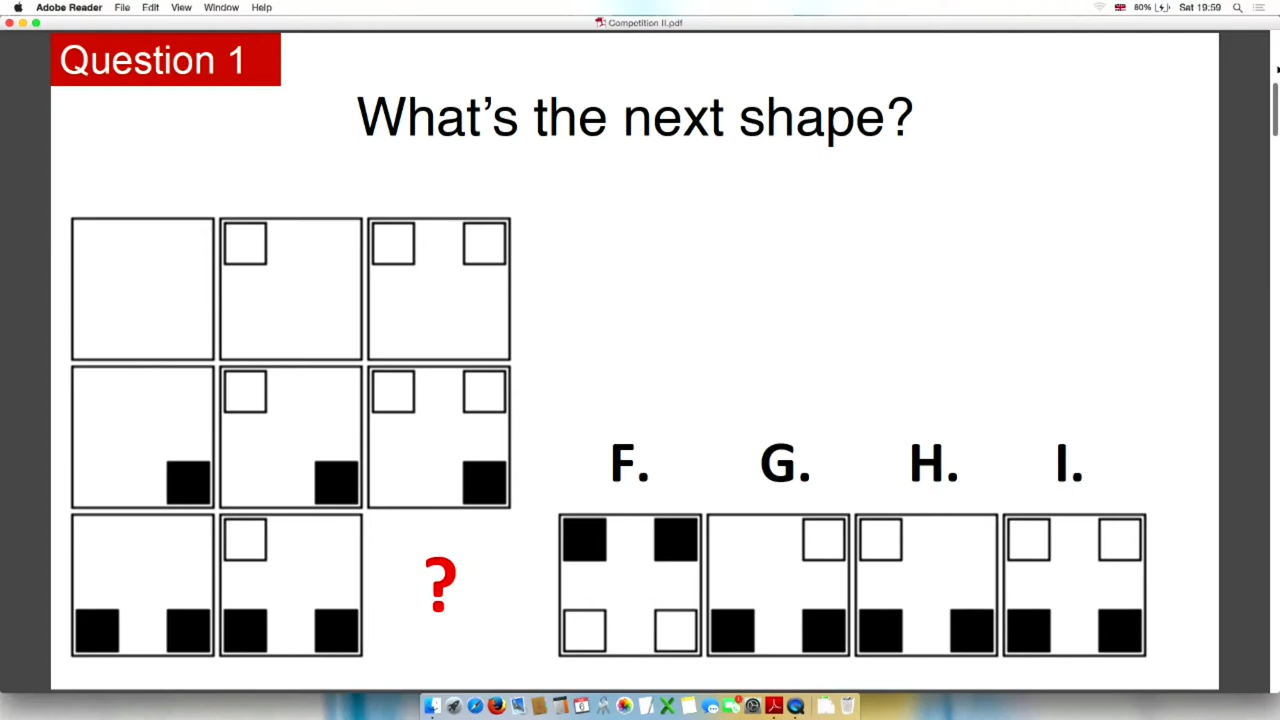 Adobe Reader File Edit View Window Help 80% Sat 19:59
Competition II.pdf
Question 1
What's the next shape?
F. G. H. I.
?